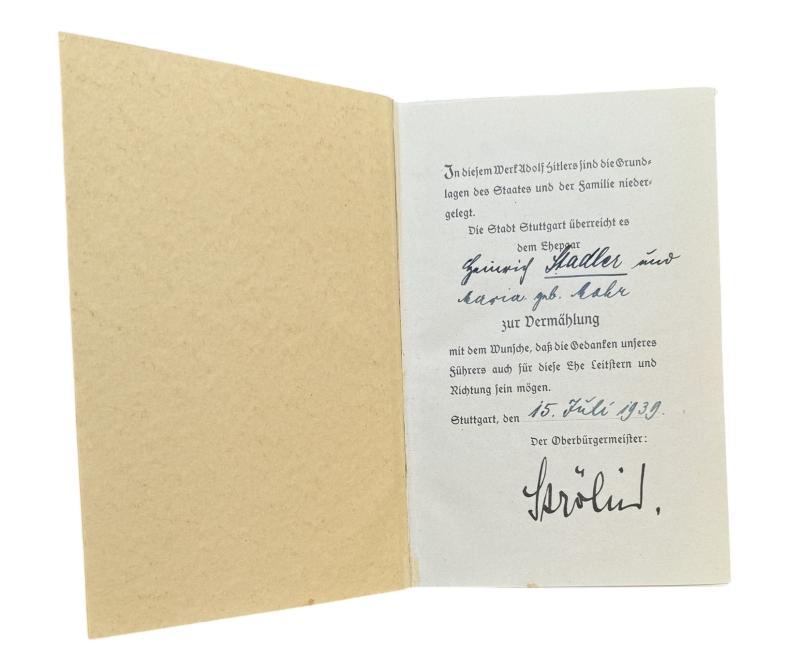 In diesem Werk Adolf Hitlers sind die Grund-
lagen des Staates und der Familie nieder-
gelegt.
Die Stadt Stuttgart überreicht es
dem Ehepaar
Heinrich Stadler und
Maria geb. Mohr
zur Vermählung
mit dem Wunsche, daß die Gedanken unseres
Führers auch für diese Ehe Leitstern und
Richtung sein mögen.
Stuttgart, den 15. Juli 1939.
Der Oberbürgermeister:
Strölin.